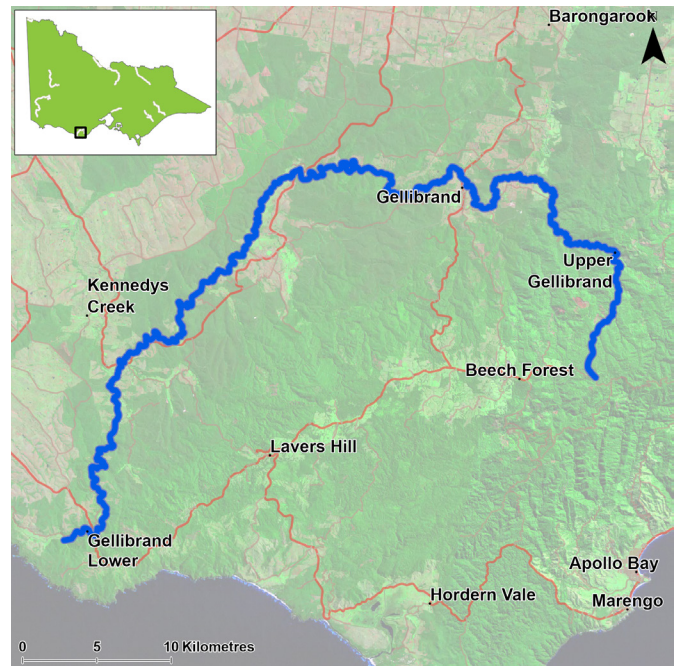 Barongarook
N
Gellibrand
Upper
Gellibrand
Kennedys
Creek
Beech Forest
Lavers Hill
Gellibrand
Lower
Apollo Bay
Hordern Vale
Marengo
0 5 10 Kilometres